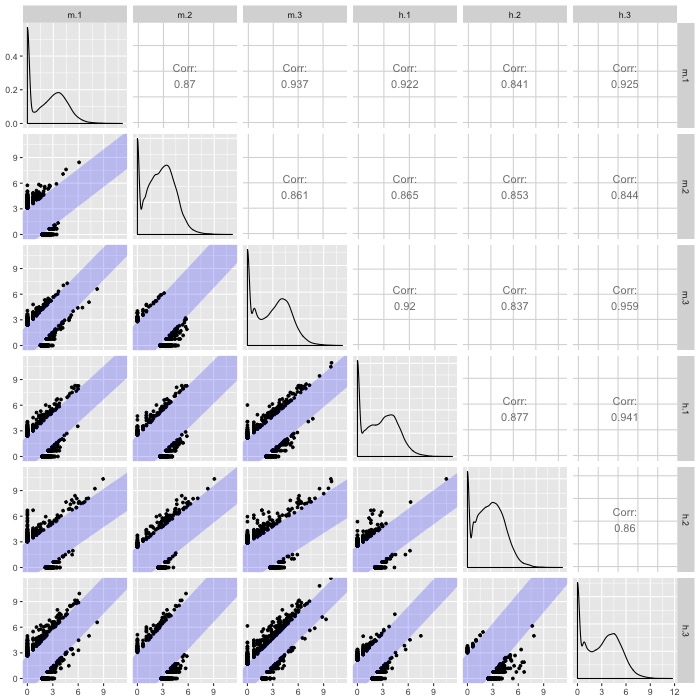 m.1 m.2 m.3 h.1 h.2 h.3
0.4
0.2
0.0
Corr:
0.87
Corr:
0.937
Corr:
0.922
Corr:
0.841
Corr:
0.925
m.1
9
6
3
0
Corr:
0.861
Corr:
0.865
Corr:
0.853
Corr:
0.844
m.2
9
6
3
0
Corr:
0.92
Corr:
0.837
Corr:
0.959
m.3
9
6
3
0
Corr:
0.877
Corr:
0.941
h.1
9
6
3
0
Corr:
0.86
h.2
9
6
3
0
h.3
0 3 6 9 0 3 6 9 0 3 6 9 0 3 6 9 0 3 6 9 0 3 6 9 12